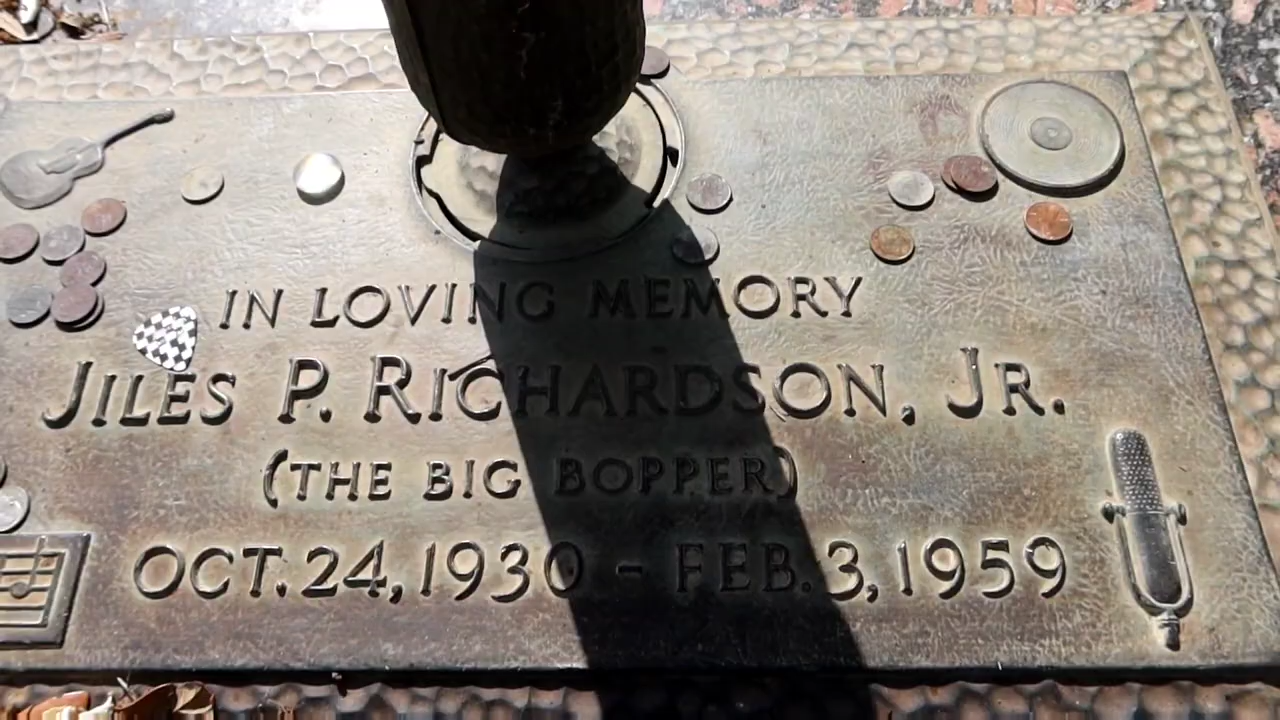 IN LOVING MEMORY
JILES P. RICHARDSON, JR.
(THE BIG BOPPER)
OCT. 24, 1930 - FEB. 3, 1959